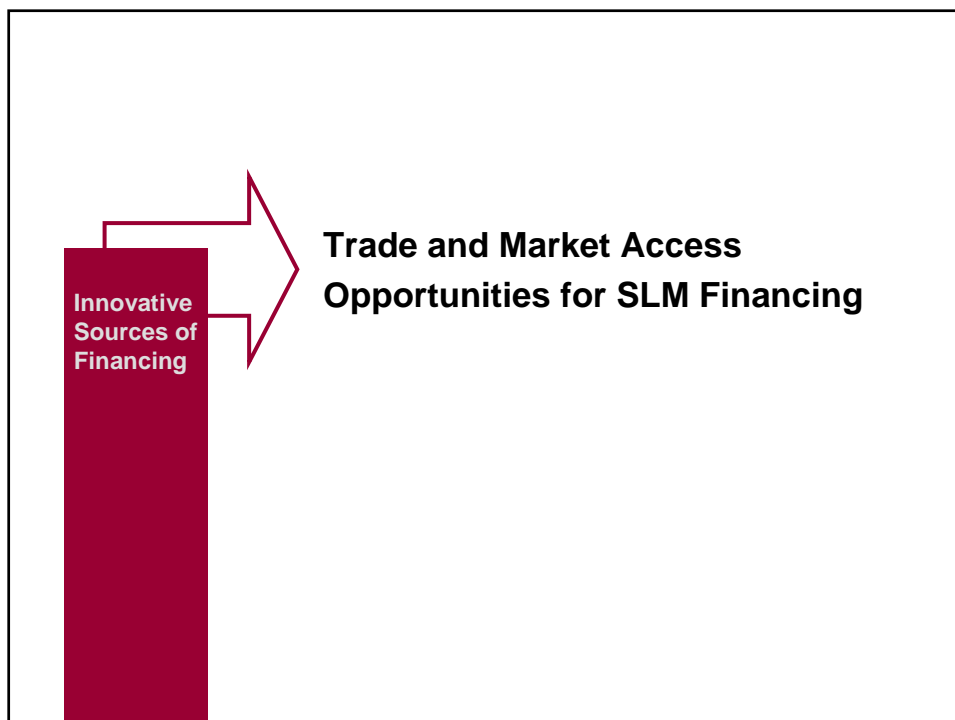 Innovative
Sources of
Financing
Trade and Market Access
Opportunities for SLM Financing